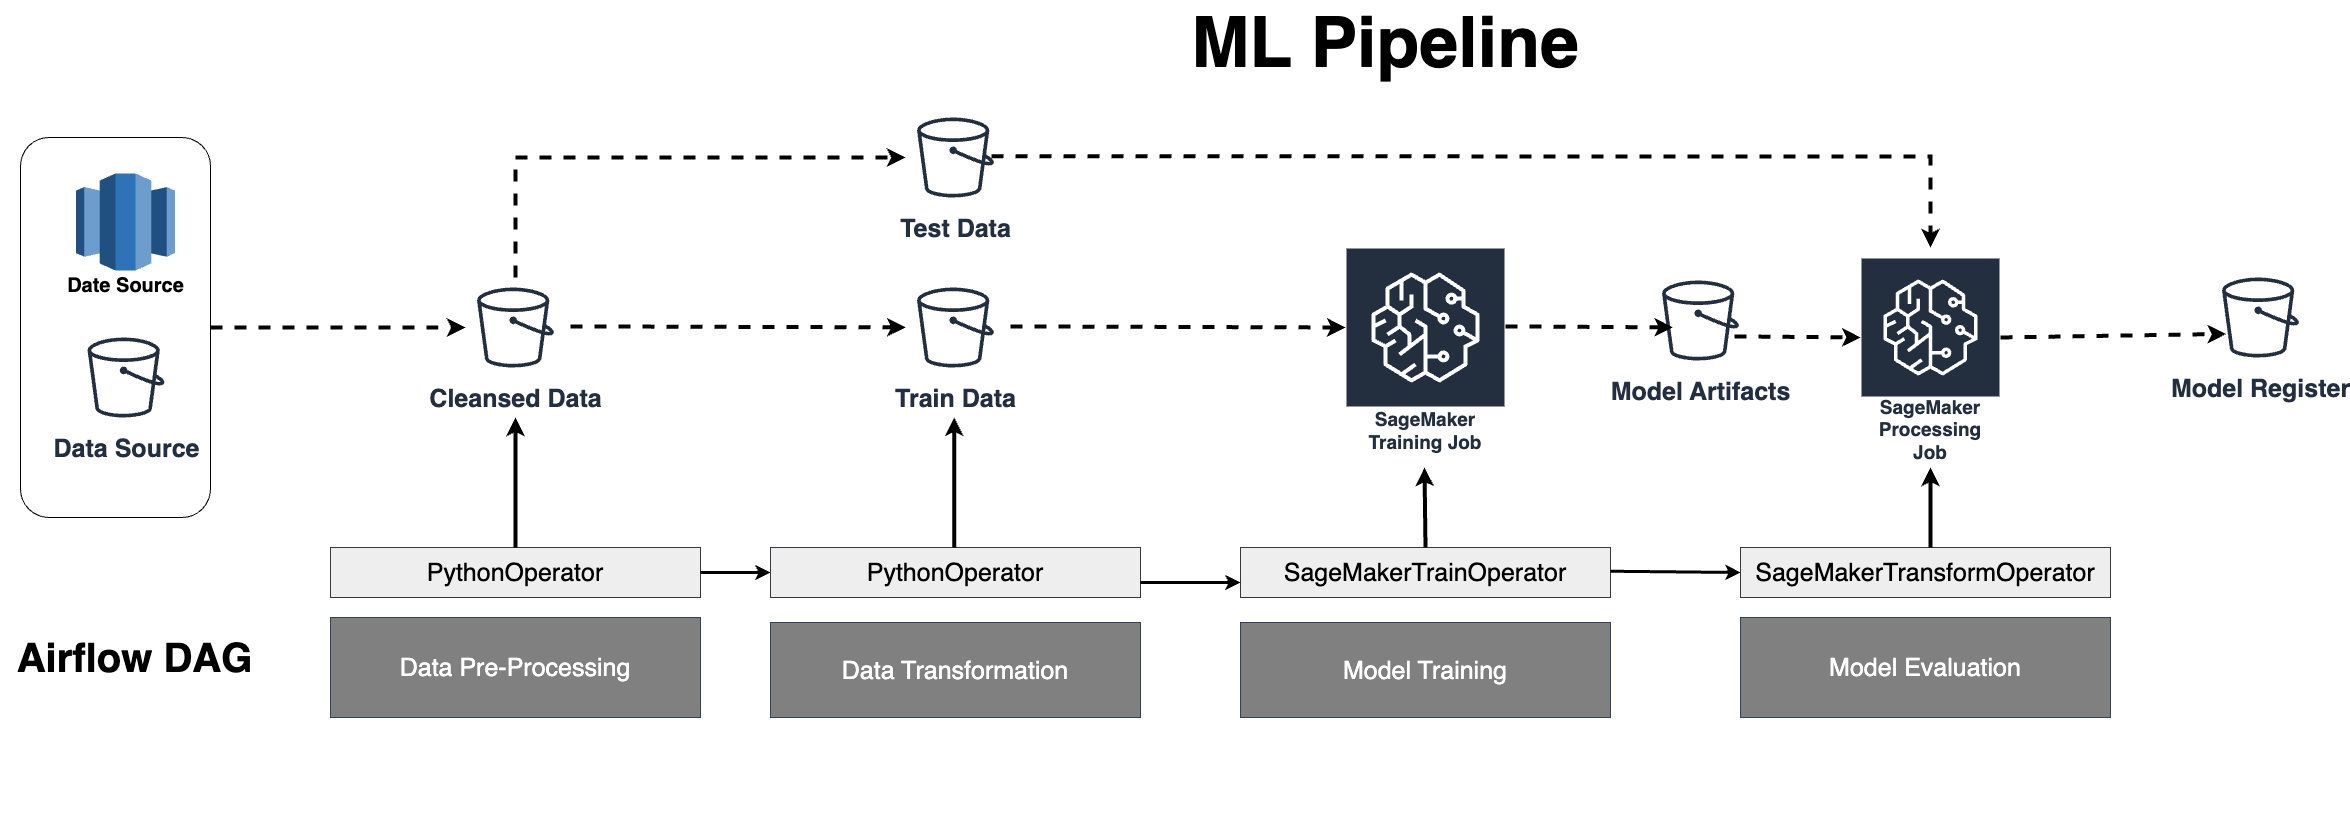 ML Pipeline
Date Source
Data Source
Test Data
Cleansed Data
Train Data
SageMaker
Training Job
Model Artifacts
SageMaker
Processing
Job
Model Register
PythonOperator
PythonOperator
SageMakerTrainOperator
SageMakerTransformOperator
Airflow DAG
Data Pre-Processing
Data Transformation
Model Training
Model Evaluation